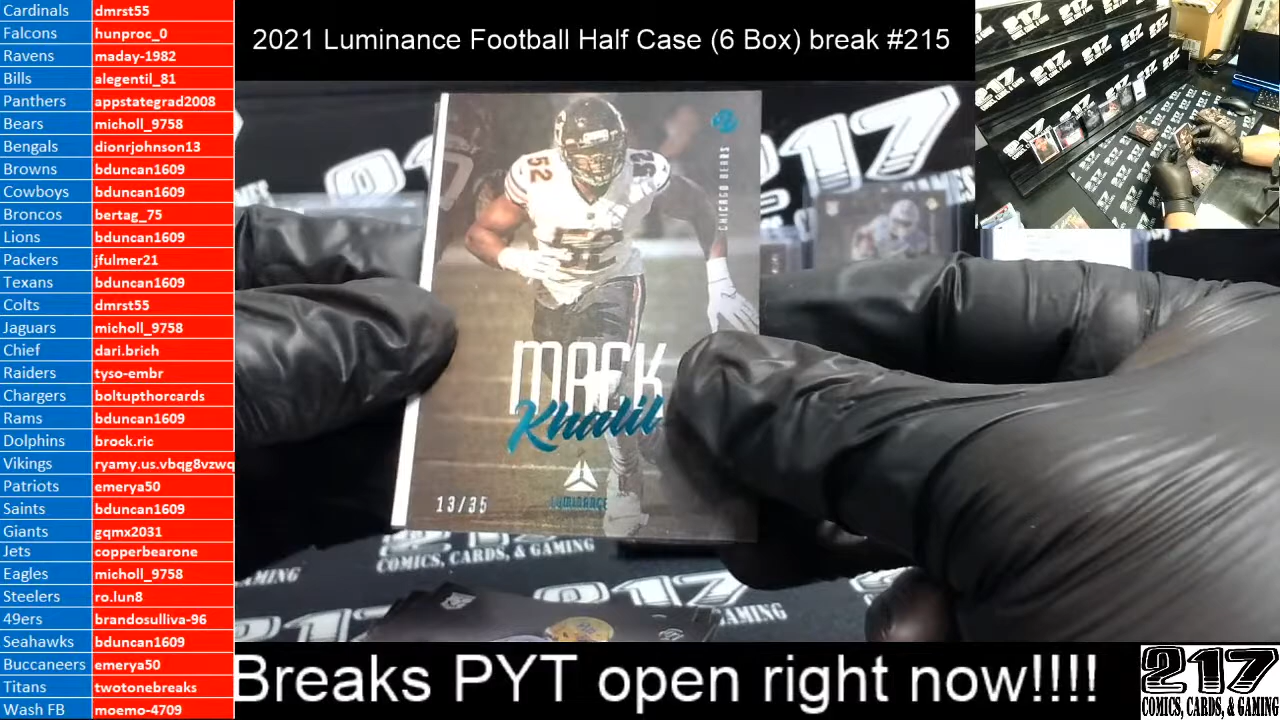 Cardinals dmrst55
Falcons hunproc_0
Ravens maday-1982
Bills alegentil_81
Panthers appstategrad2008
Bears micholl_9758
Bengals dionrjohnson13
Browns bduncan1609
Cowboys bduncan1609
Broncos bertag_75
Lions bduncan1609
Packers jfulmer21
Texans bduncan1609
Colts dmrst55
Jaguars micholl_9758
Chief dari.brich
Raiders tyso-embr
Chargers boltupthorcards
Rams bduncan1609
Dolphins brock.ric
Vikings ryamy.us.vbqg8vzwq
Patriots emerya50
Saints bduncan1609
Giants gqmx2031
Jets copperbearone
Eagles micholl_9758
Steelers ro.lun8
49ers brandosulliva-96
Seahawks bduncan1609
Buccaneers emerya50
Titans twotonebreaks
Wash FB moemo-4709
2021 Luminance Football Half Case (6 Box) break #215
CHICAGO BEARS
52
MACK
Khalil
LUMINANCE
13/35
217
COMICS, CARDS, & GAMING
GAMING
217
GAMING
Breaks PYT open right now!!!!
217
COMICS, CARDS, & GAMING